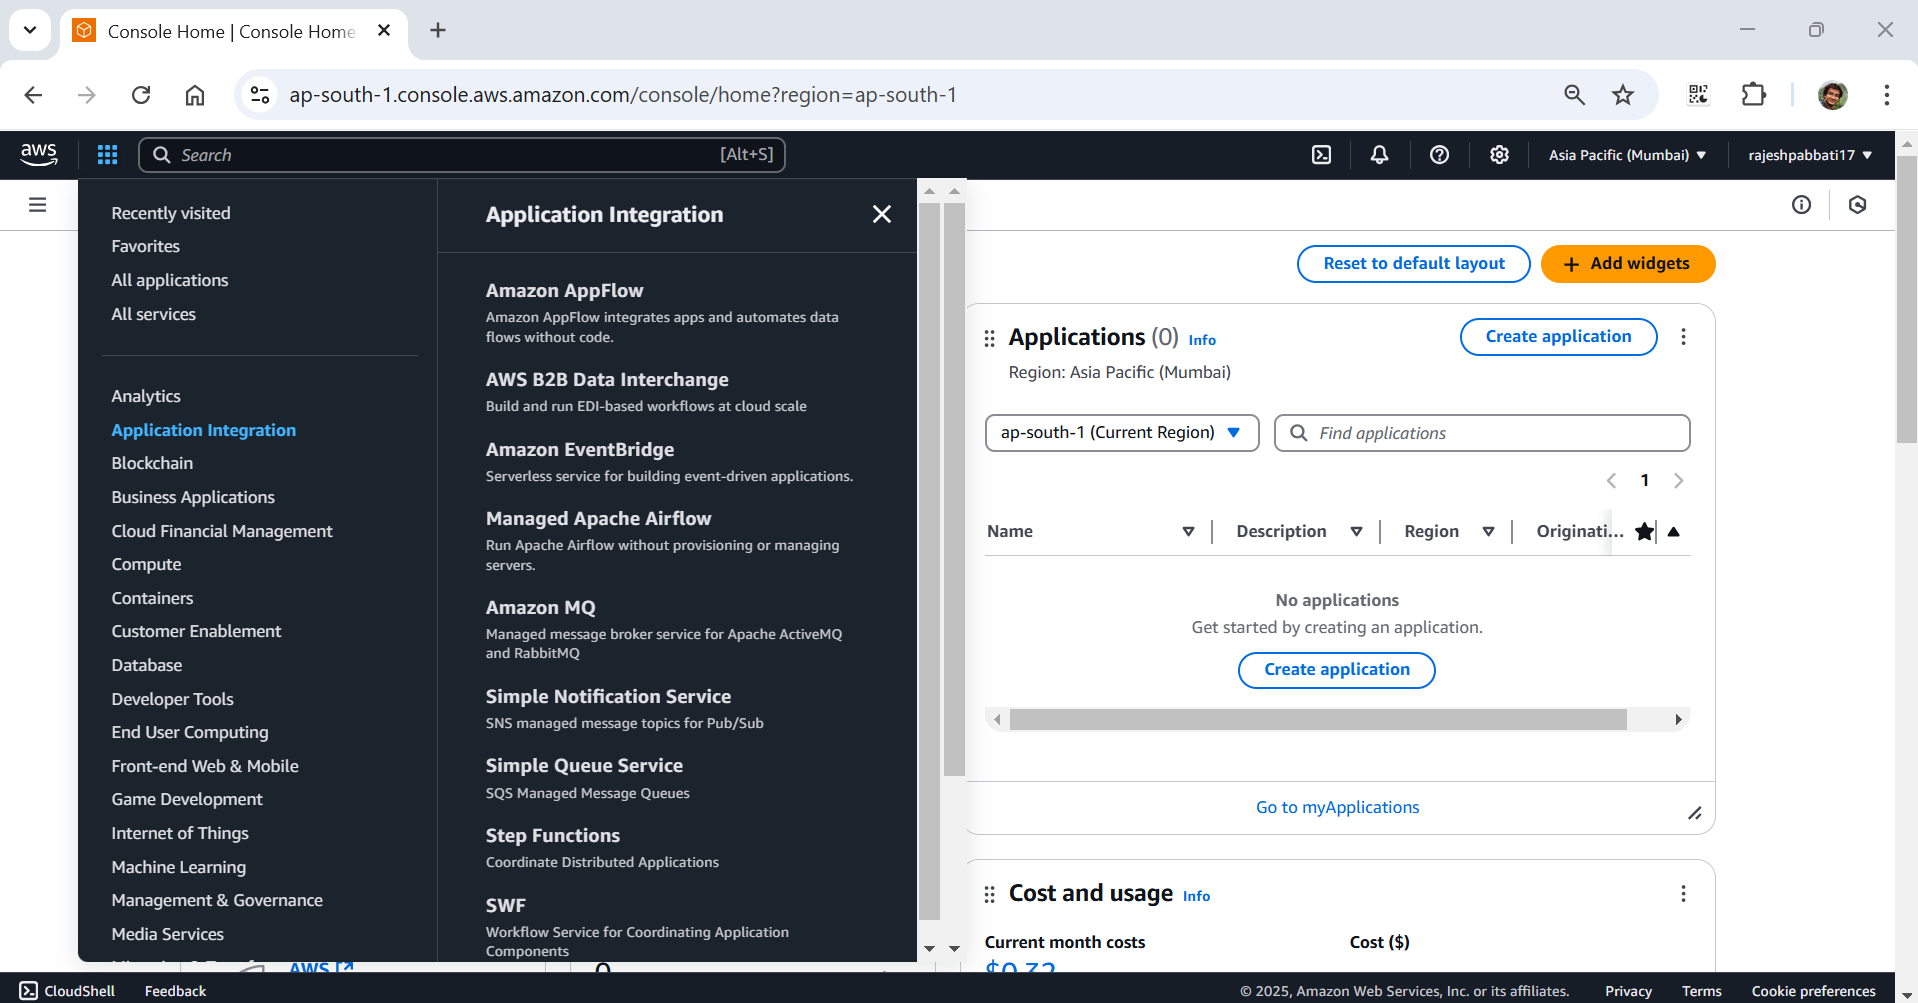 Console Home | Console Home
ap-south-1.console.aws.amazon.com/console/home?region=ap-south-1
aws
Search
[Alt+S]
Asia Pacific (Mumbai)
rajeshpabbati17
Recently visited
Favorites
All applications
All services
Analytics
Application Integration
Blockchain
Business Applications
Cloud Financial Management
Compute
Containers
Customer Enablement
Database
Developer Tools
End User Computing
Front-end Web & Mobile
Game Development
Internet of Things
Machine Learning
Management & Governance
Media Services
Application Integration
Amazon AppFlow
Amazon AppFlow integrates apps and automates data
flows without code.
AWS B2B Data Interchange
Build and run EDI-based workflows at cloud scale
Amazon EventBridge
Serverless service for building event-driven applications.
Managed Apache Airflow
Run Apache Airflow without provisioning or managing
servers.
Amazon MQ
Managed message broker service for Apache ActiveMQ
and RabbitMQ
Simple Notification Service
SNS managed message topics for Pub/Sub
Simple Queue Service
SQS Managed Message Queues
Step Functions
Coordinate Distributed Applications
SWF
Workflow Service for Coordinating Application
Components
AWS
0
Reset to default layout
+ Add widgets
Applications (0) Info
Create application
Region: Asia Pacific (Mumbai)
ap-south-1 (Current Region)
Find applications
1
Name
Description
Region
Originati...
No applications
Get started by creating an application.
Create application
Go to myApplications
Cost and usage Info
Current month costs
Cost ($)
$0.32
CloudShell
Feedback
© 2025, Amazon Web Services, Inc. or its affiliates.
Privacy
Terms
Cookie preferences